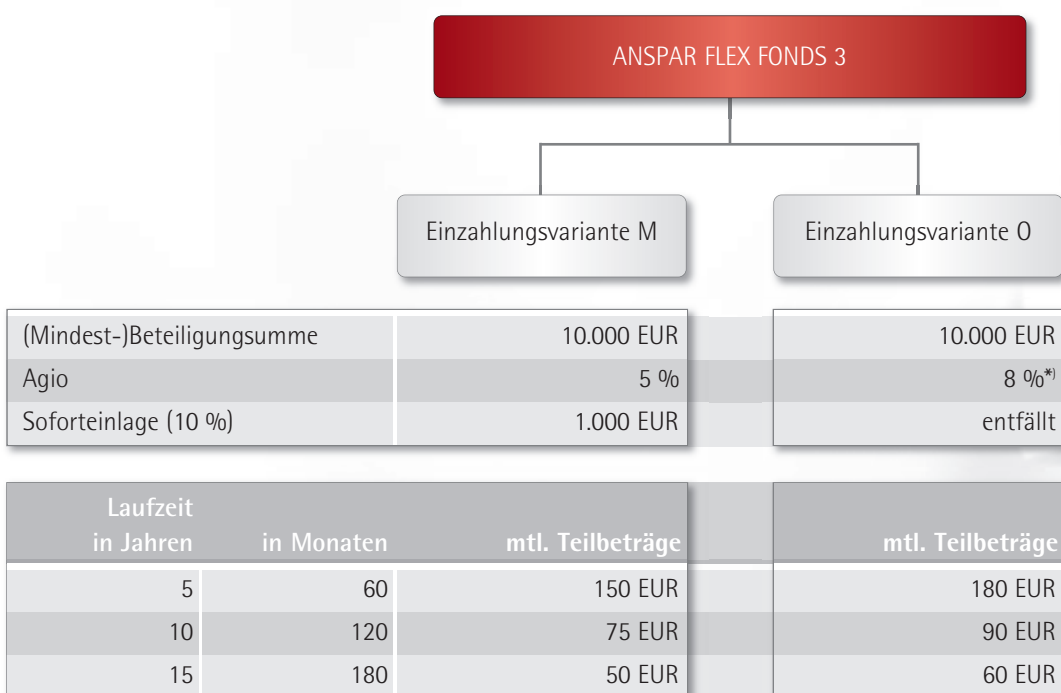 ANSPAR FLEX FONDS 3
Einzahlungsvariante M
Einzahlungsvariante O
(Mindest-)Beteiligungsumme 10.000 EUR 10.000 EUR
Agio 5 % 8 %*)
Soforteinlage (10 %) 1.000 EUR entfällt
Laufzeit
in Jahren in Monaten mtl. Teilbeträge mtl. Teilbeträge
5 60 150 EUR 180 EUR
10 120 75 EUR 90 EUR
15 180 50 EUR 60 EUR